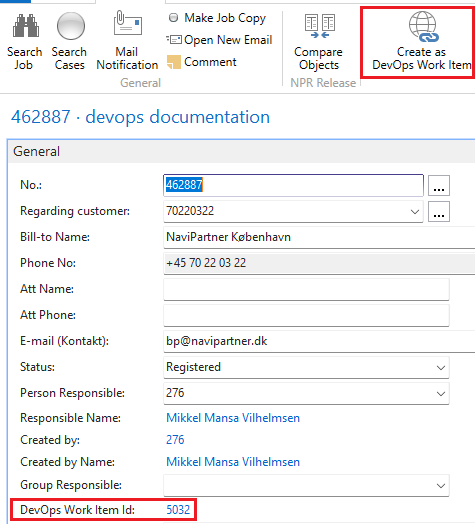 Search Job
Search Cases
Mail Notification
Make Job Copy
Open New Email
Comment
General
Compare Objects
NPR Release
Create as DevOps Work Item
462887 · devops documentation
General
No.: 462887 ...
Regarding customer: 70220322 ...
Bill-to Name: NaviPartner København
Phone No: +45 70 22 03 22
Att Name:
Att Phone:
E-mail (Kontakt): bp@navipartner.dk
Status: Registered
Person Responsible: 276
Responsible Name: Mikkel Mansa Vilhelmsen
Created by: 276
Created by Name: Mikkel Mansa Vilhelmsen
Group Responsible:
DevOps Work Item Id: 5032